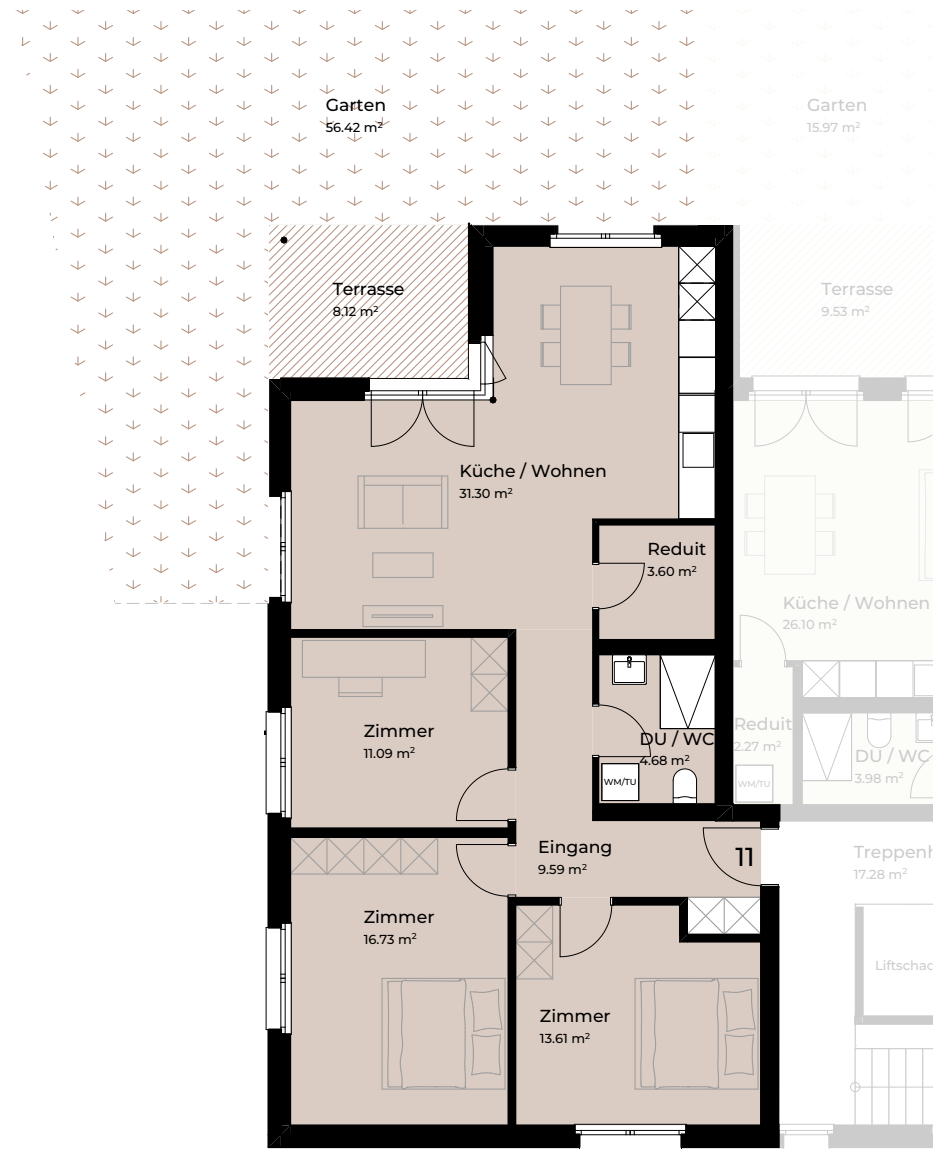 Garten
56.42 m²
Garten
15.97 m²
Terrasse
8.12 m²
Terrasse
9.53 m²
Küche / Wohnen
31.30 m²
Reduit
3.60 m²
Küche / Wohnen
26.10 m²
Zimmer
11.09 m²
DU / WC
4.68 m²
WM/TU
Reduit
2.27 m²
WM/TU
DU / WC
3.98 m²
Eingang
9.59 m²
11
Treppenh
17.28 m²
Zimmer
16.73 m²
Liftschac
Zimmer
13.61 m²